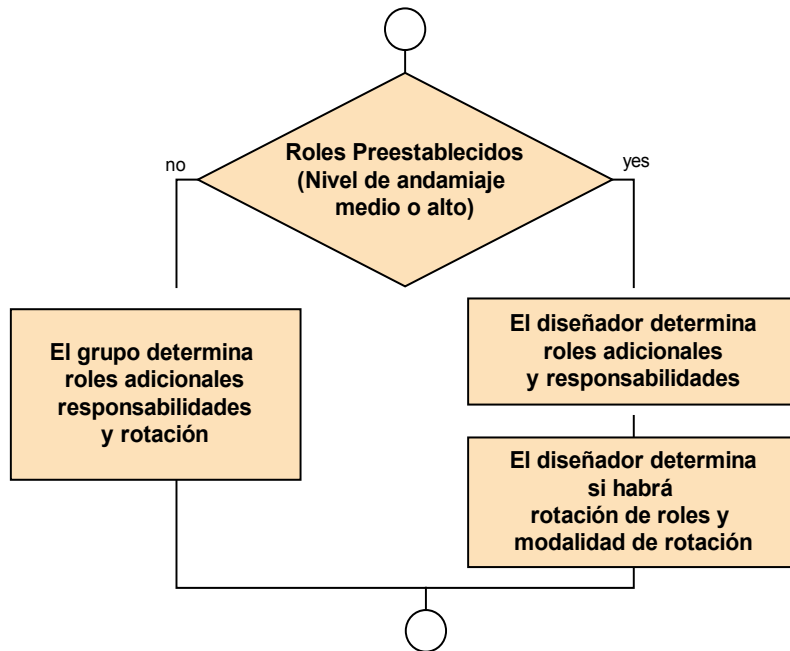 Roles Preestablecidos
(Nivel de andamiaje
medio o alto)
no
yes
El grupo determina
roles adicionales
responsabilidades
y rotación
El diseñador determina
roles adicionales
y responsabilidades
El diseñador determina
si habrá
rotación de roles y
modalidad de rotación